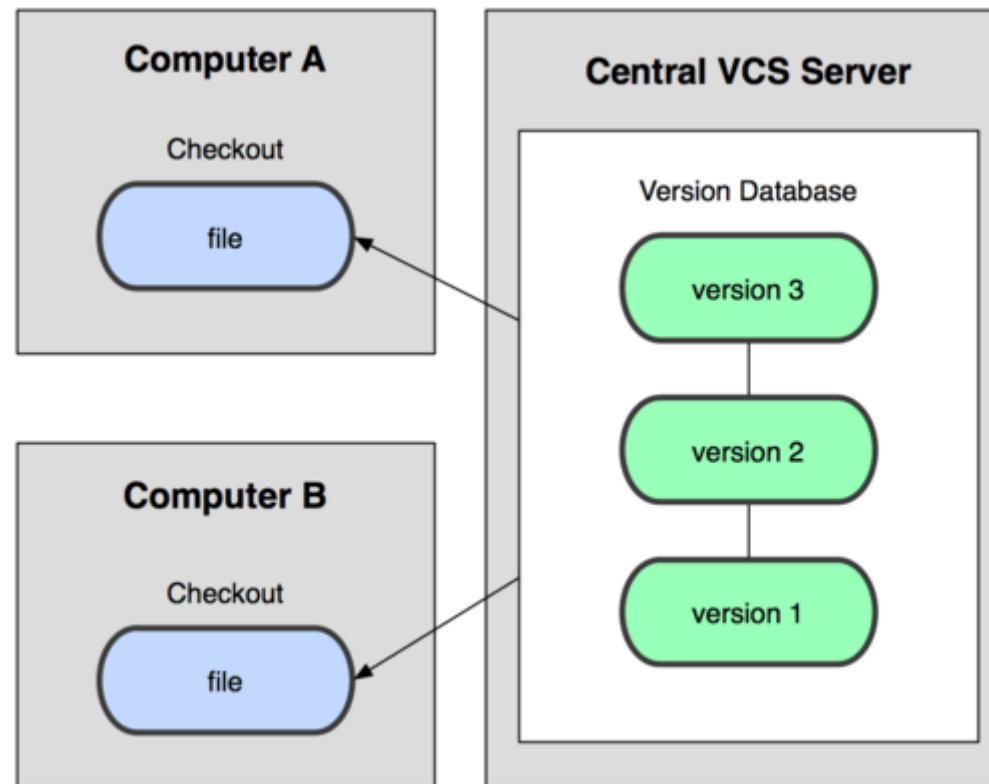 Computer A
Checkout
file
Computer B
Checkout
file
Central VCS Server
Version Database
version 3
version 2
version 1